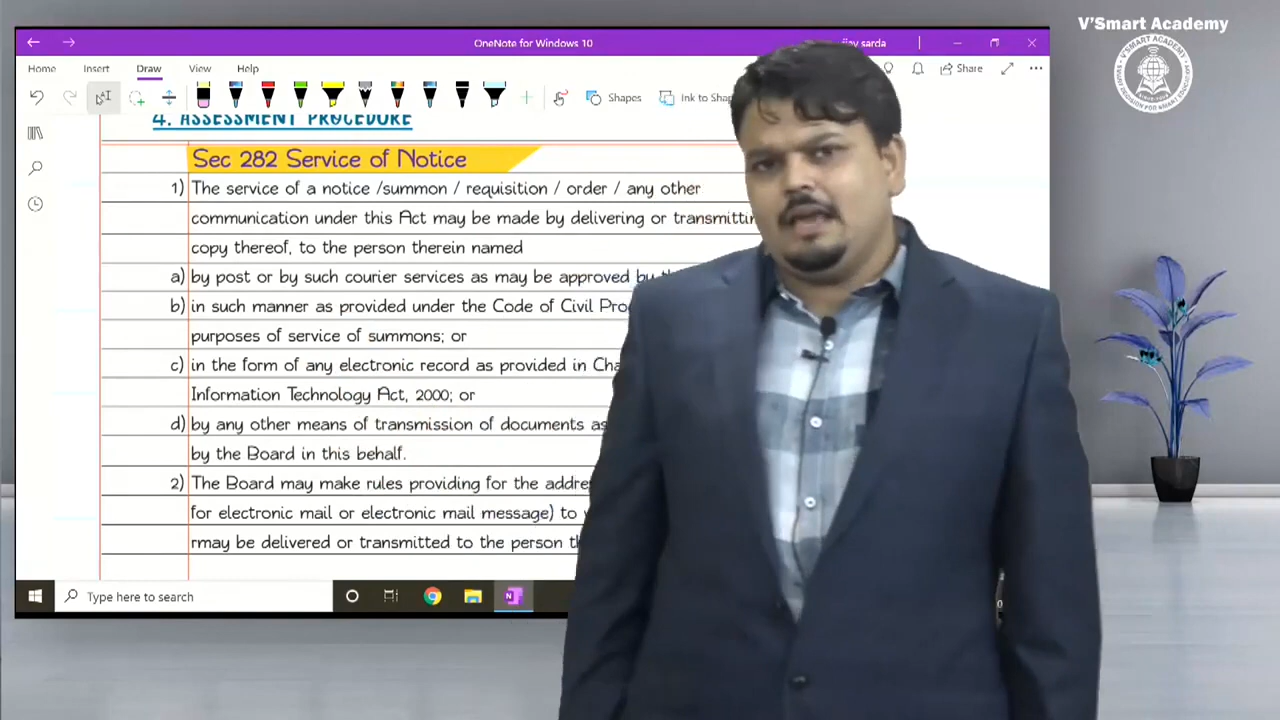 V'Smart Academy
OneNote for Windows 10
jay sarda
Home Insert Draw View Help
Share
Shapes
Ink to Shap
4. ASSESSMENT PROCEDURE
Sec 282 Service of Notice
1) The service of a notice /summon / requisition / order / any other
communication under this Act may be made by delivering or transmittin
copy thereof, to the person therein named
a) by post or by such courier services as may be approved by
b) in such manner as provided under the Code of Civil Pro
purposes of service of summons; or
c) in the form of any electronic record as provided in Cha
Information Technology Act, 2000; or
d) by any other means of transmission of documents as
by the Board in this behalf.
2) The Board may make rules providing for the addre
for electronic mail or electronic mail message) to
rmay be delivered or transmitted to the person
Type here to search